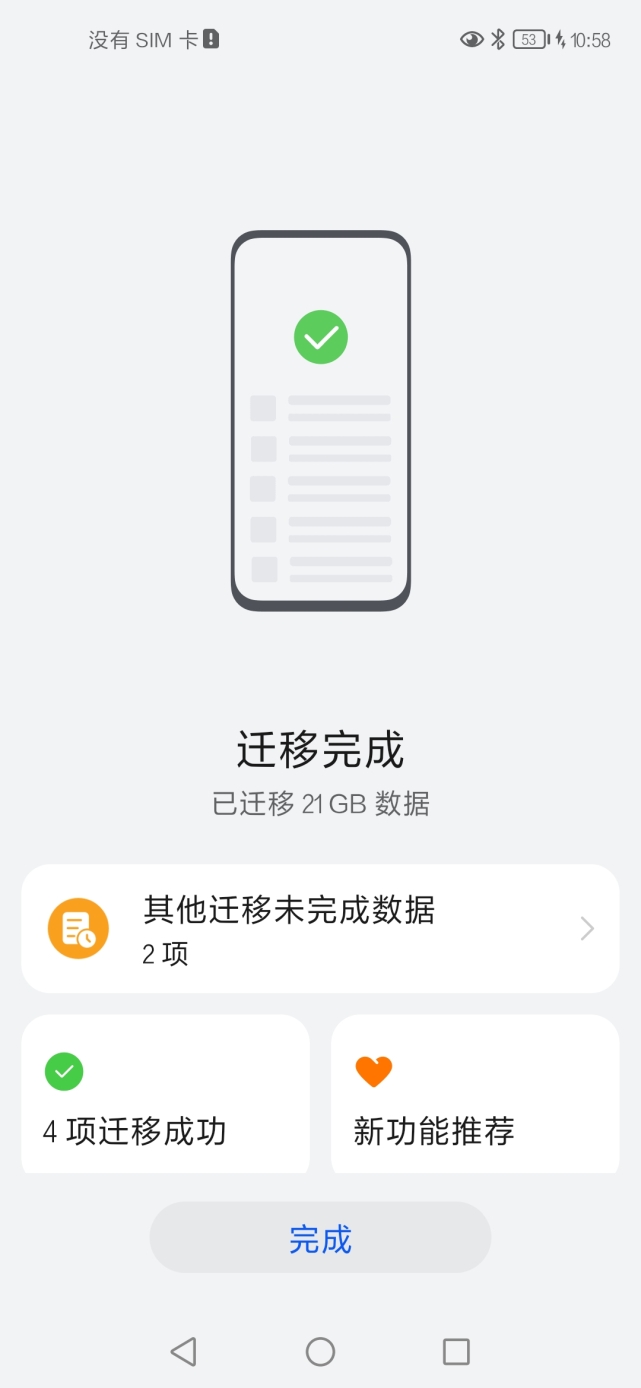 没有 SIM 卡
53 10:58
迁移完成
已迁移 21 GB 数据
其他迁移未完成数据
2 项
4 项迁移成功
新功能推荐
完成